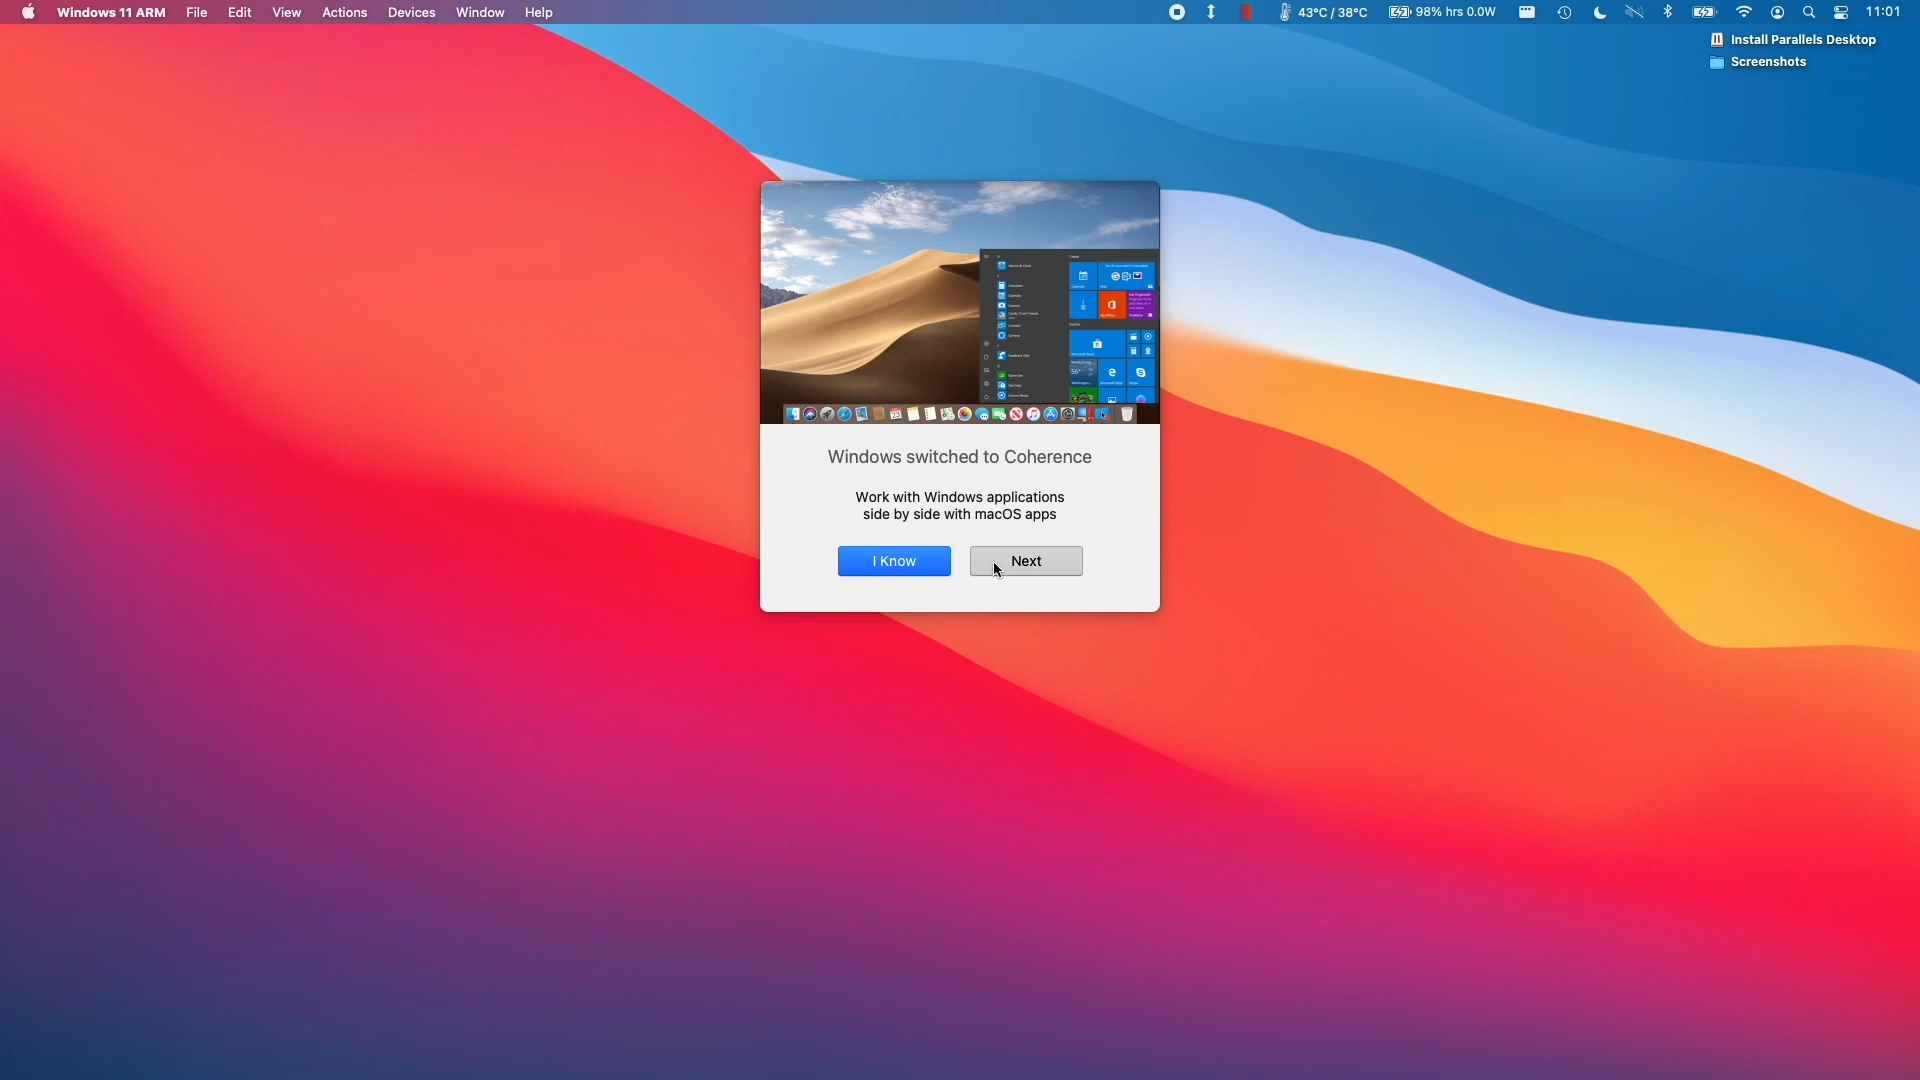 Windows 11 ARM File Edit View Actions Devices Window Help 43°C / 38°C 98% hrs 0.0W 11:01
Install Parallels Desktop
Screenshots
Windows switched to Coherence
Work with Windows applications
side by side with macOS apps
I Know Next